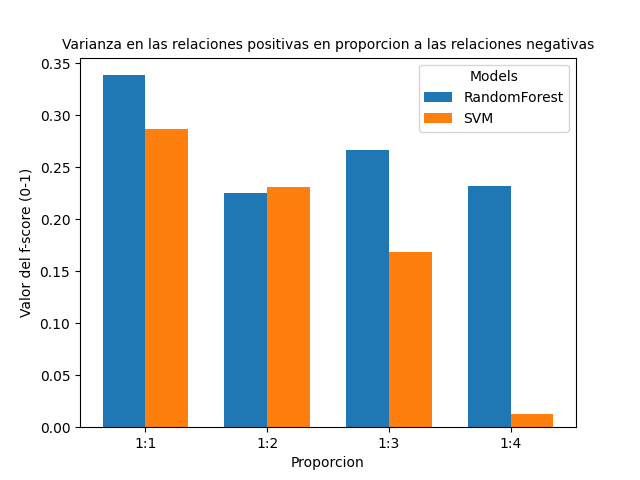 Varianza en las relaciones positivas en proporcion a las relaciones negativas
Models
RandomForest
SVM
Valor del f-score (0-1)
0.35
0.30
0.25
0.20
0.15
0.10
0.05
0.00
1:1
1:2
1:3
1:4
Proporcion